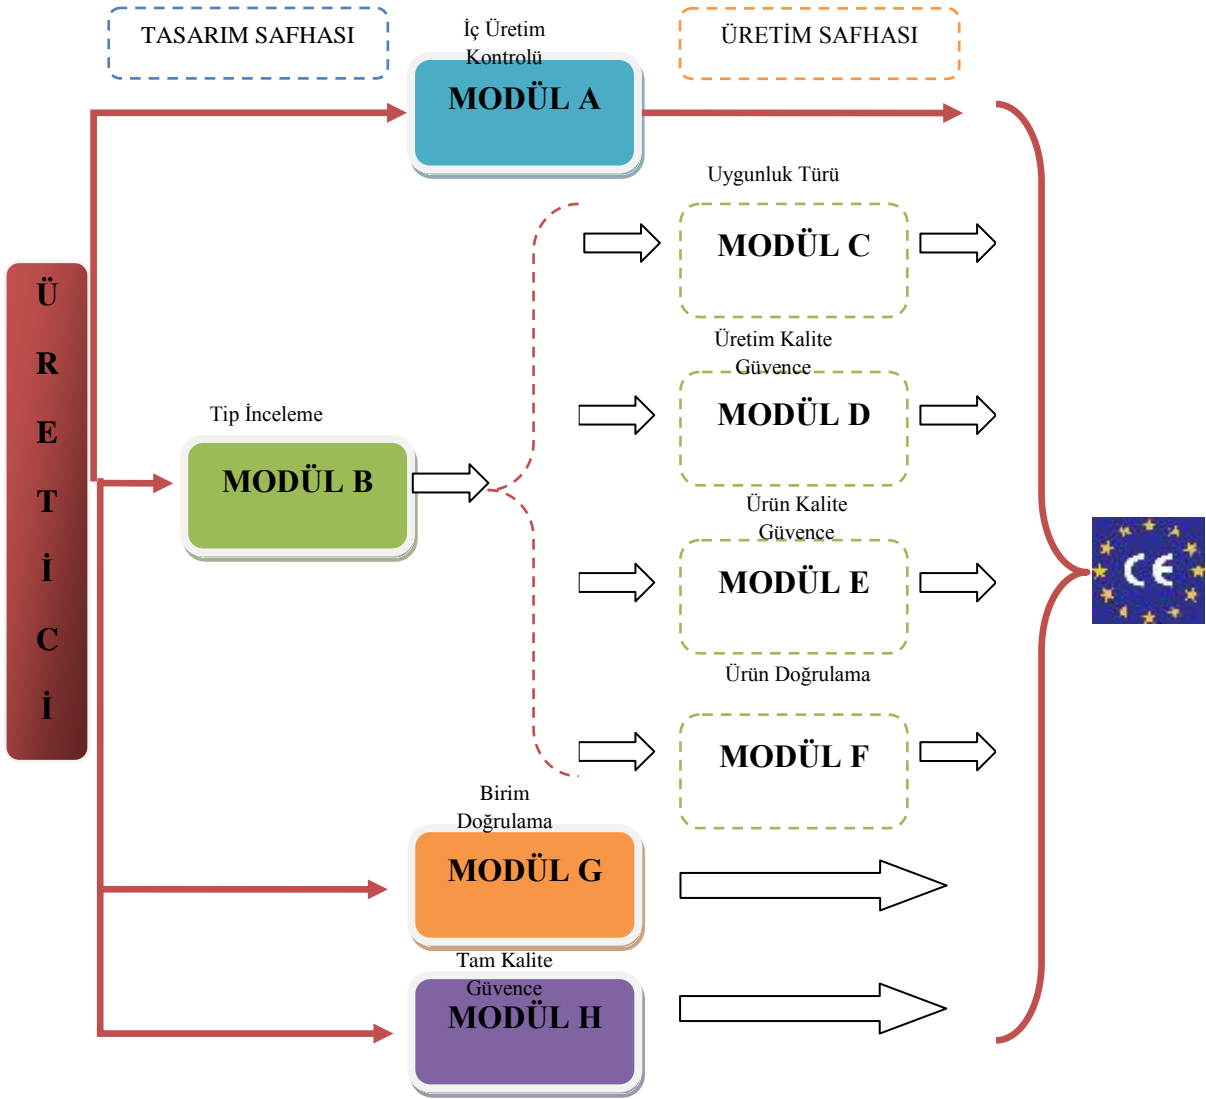 TASARIM SAFHASI
İç Üretim
Kontrolü
ÜRETİM SAFHASI
MODÜL A
Uygunluk Türü
MODÜL C
Ü
R
E
T
İ
C
İ
Üretim Kalite
Güvence
MODÜL D
Tip İnceleme
MODÜL B
Ürün Kalite
Güvence
MODÜL E
CE
Ürün Doğrulama
MODÜL F
Birim
Doğrulama
MODÜL G
Tam Kalite
Güvence
MODÜL H